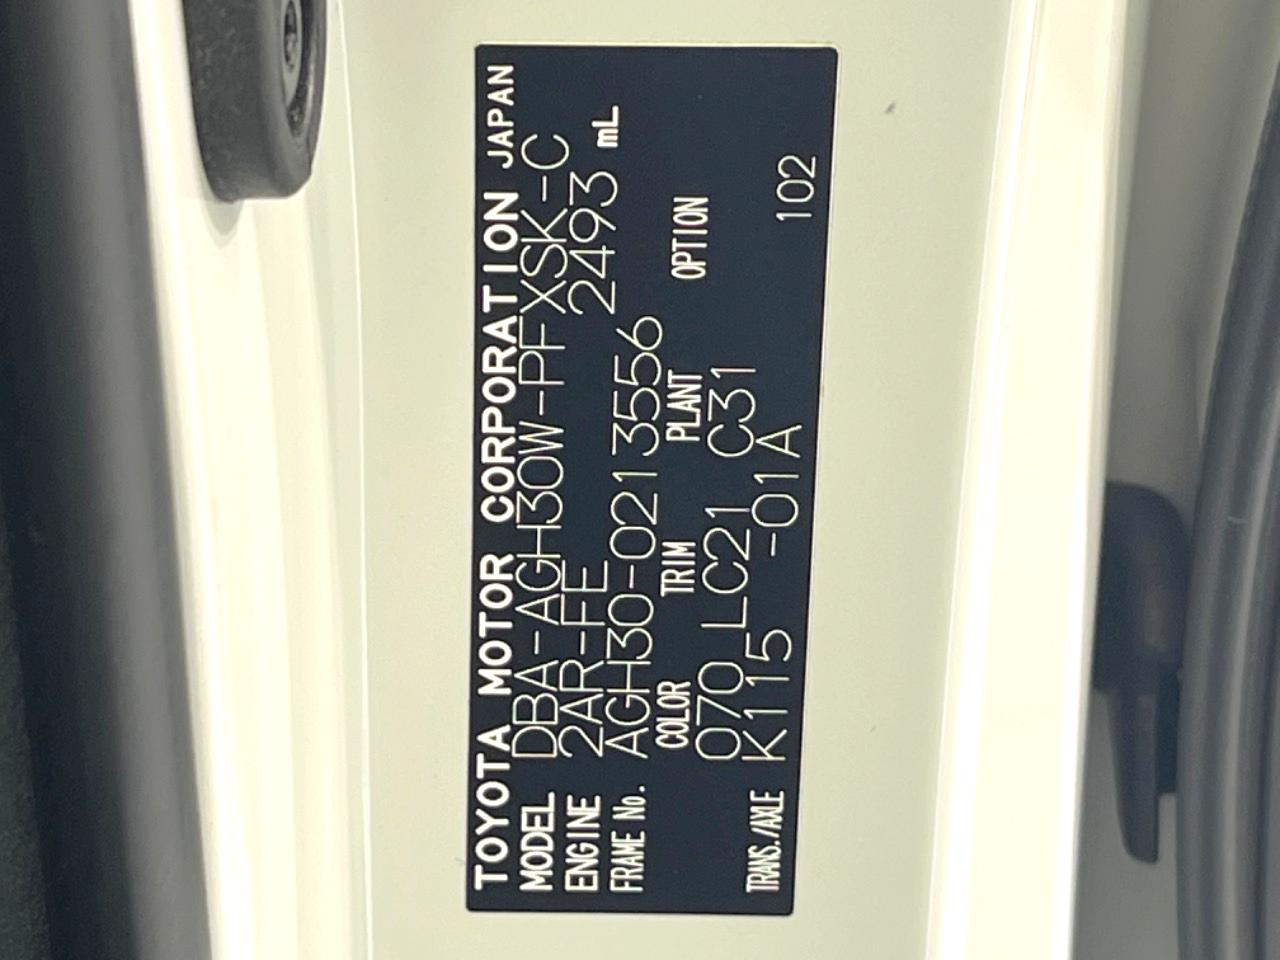 TOYOTA MOTOR CORPORATION JAPAN
MODEL DBA-AGH30W-PFXSK-C
ENGINE 2AR-FE 2493 mL
FRAME No. AGH30-0213556
COLOR TRIM PLANT OPTION
070 LC21 C31
TRANS./AXLE K115 -01A 102